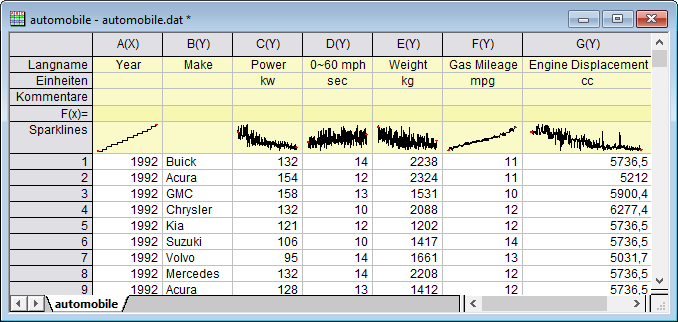 automobile - automobile.dat *
A(X) B(Y) C(Y) D(Y) E(Y) F(Y) G(Y)
Langname Year Make Power 0~60 mph Weight Gas Mileage Engine Displacement
Einheiten kw sec kg mpg cc
Kommentare
F(x)=
Sparklines
1 1992 Buick 132 14 2238 11 5736,5
2 1992 Acura 154 12 2324 11 5212
3 1992 GMC 158 13 1531 10 5900,4
4 1992 Chrysler 132 10 2088 12 6277,4
5 1992 Kia 121 12 1202 12 5736,5
6 1992 Suzuki 106 10 1417 14 5736,5
7 1992 Volvo 95 14 1661 13 5031,7
8 1992 Mercedes 132 14 2208 12 5736,5
9 1992 Acura 128 13 1412 12 5736,5
automobile